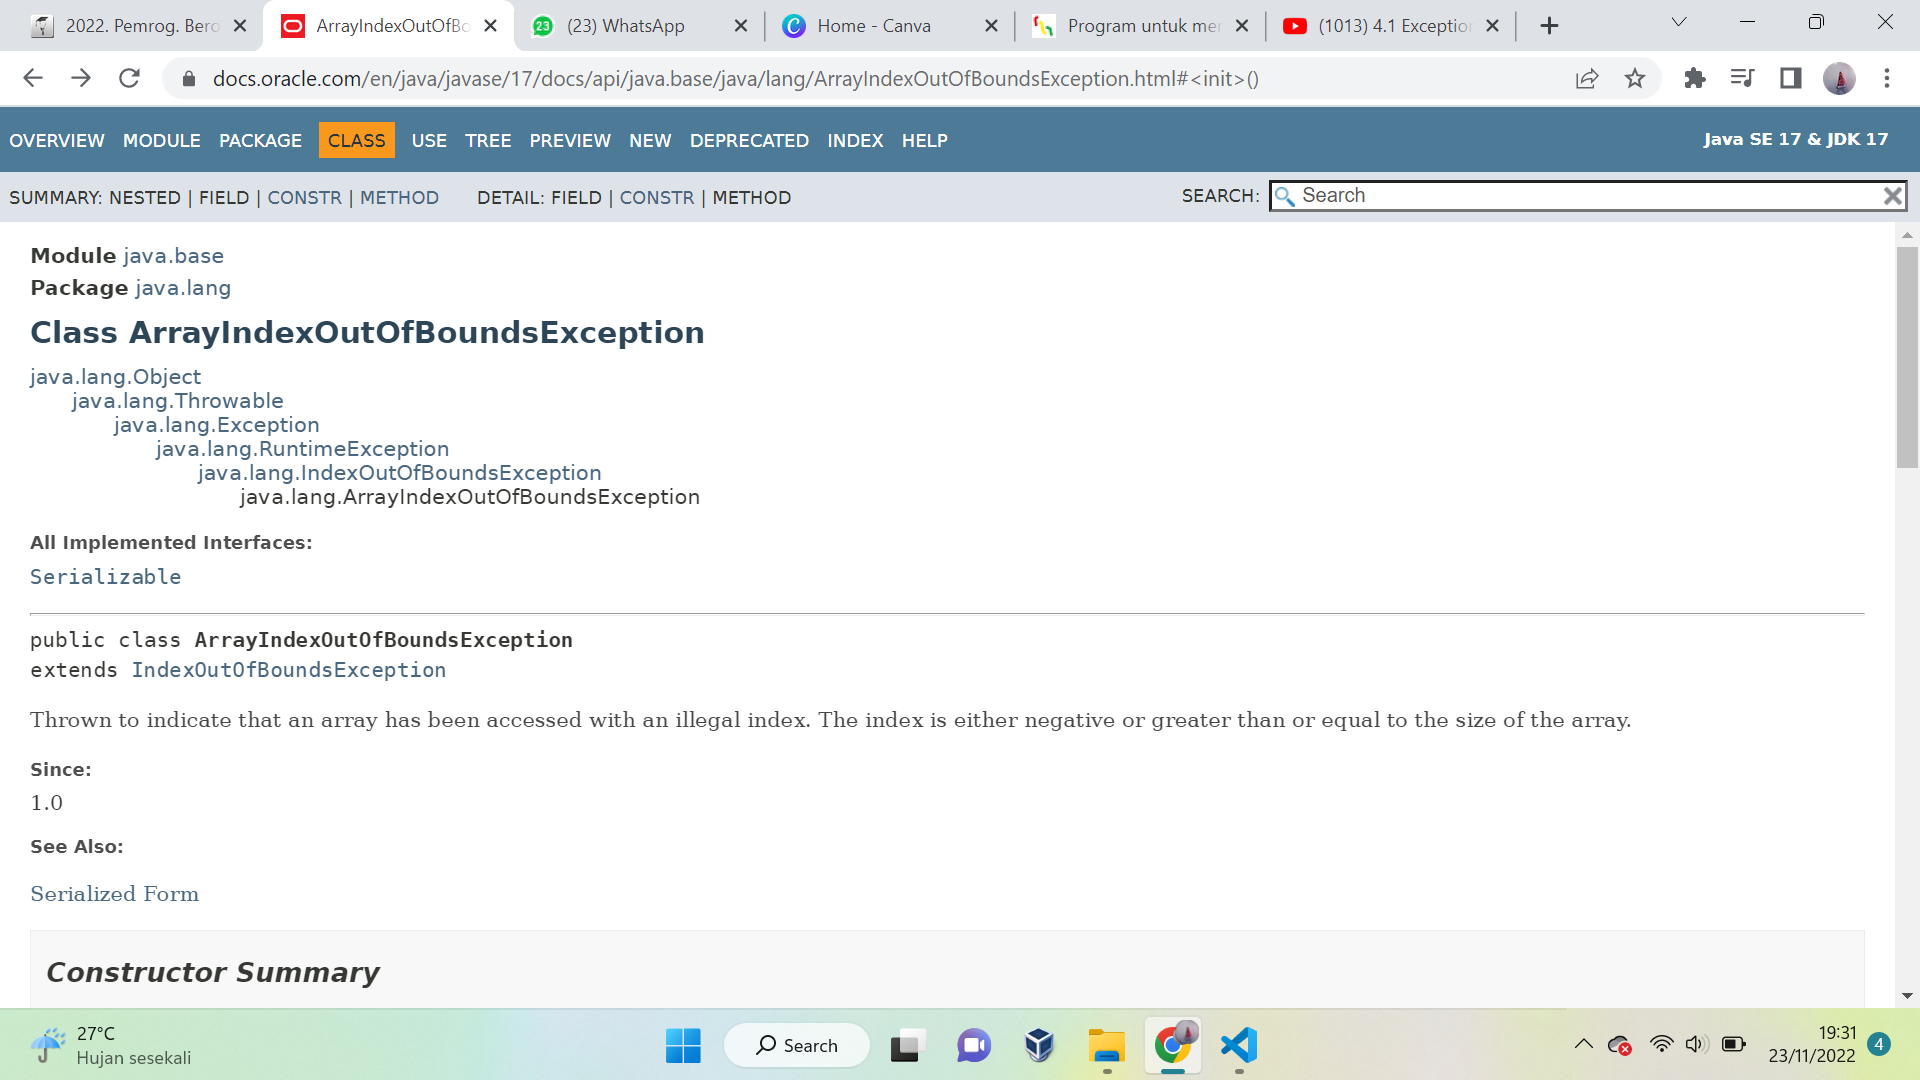 2022. Pemrog. Bero
ArrayIndexOutOfBo
23 (23) WhatsApp
Home - Canva
Program untuk mer
(1013) 4.1 Exception
docs.oracle.com/en/java/javase/17/docs/api/java.base/java/lang/ArrayIndexOutOfBoundsException.html#<init>()
OVERVIEW MODULE PACKAGE CLASS USE TREE PREVIEW NEW DEPRECATED INDEX HELP
Java SE 17 & JDK 17
SUMMARY: NESTED | FIELD | CONSTR | METHOD DETAIL: FIELD | CONSTR | METHOD
SEARCH: Search
Module java.base
Package java.lang
Class ArrayIndexOutOfBoundsException
java.lang.Object
java.lang.Throwable
java.lang.Exception
java.lang.RuntimeException
java.lang.IndexOutOfBoundsException
java.lang.ArrayIndexOutOfBoundsException
All Implemented Interfaces:
Serializable
public class ArrayIndexOutOfBoundsException
extends IndexOutOfBoundsException
Thrown to indicate that an array has been accessed with an illegal index. The index is either negative or greater than or equal to the size of the array.
Since:
1.0
See Also:
Serialized Form
Constructor Summary
27°C
Hujan sesekali
Search
19:31
23/11/2022
4